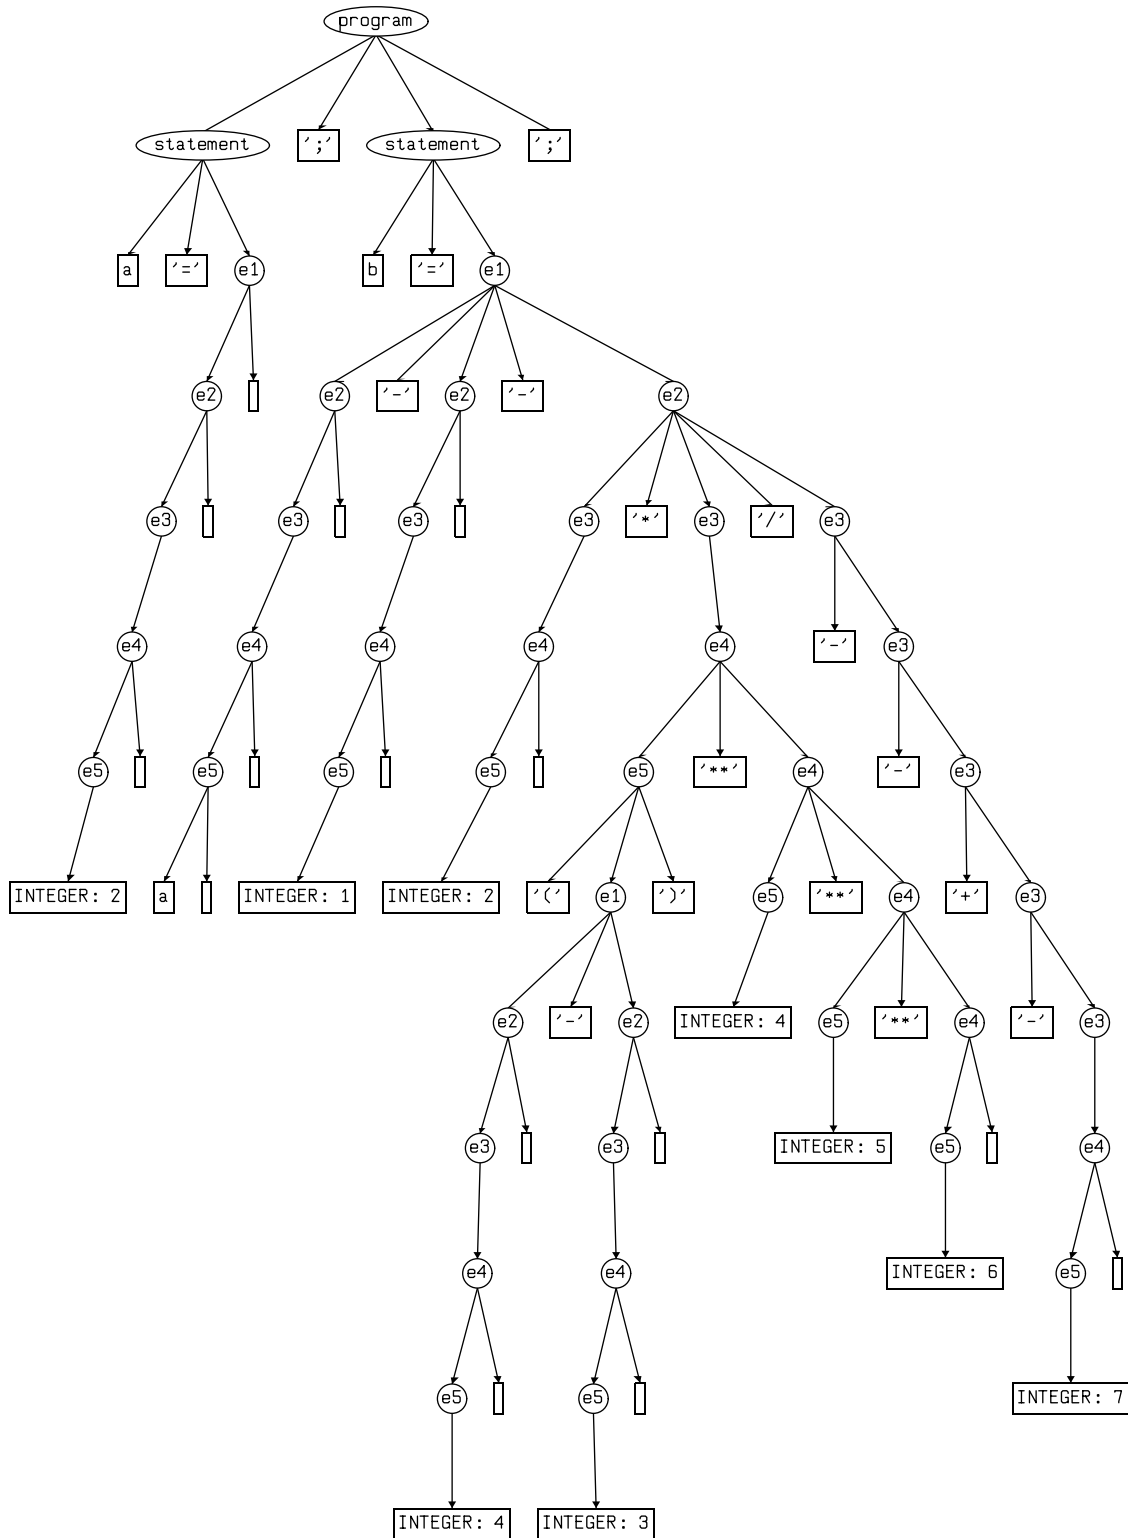 program
statement ';' statement ';'
a '=' e1 b '=' e1
e2 e2 '-' e2 '-' e2
e3 e3 e3 e3 '*' e3 '/' e3
e4 e4 e4 e4 e4 '-' e3
e5 e5 e5 e5 e5 '**' e4 '-' e3
INTEGER: 2 a INTEGER: 1 INTEGER: 2 '(' e1 ')' e5 '**' e4 '+' e3
e2 '-' e2 INTEGER: 4 e5 '**' e4 '-' e3
e3 e3 INTEGER: 5 e5 e4
e4 e4 INTEGER: 6 e5
e5 e5 INTEGER: 7
INTEGER: 4 INTEGER: 3